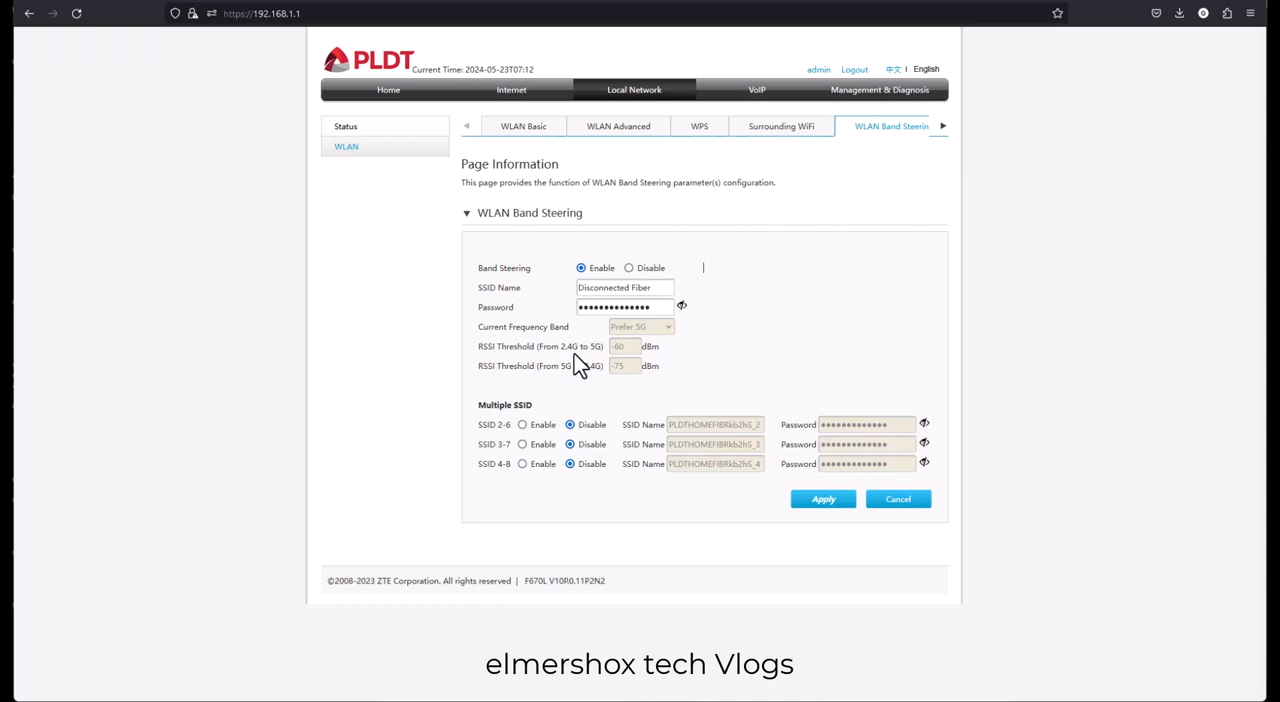 https://192.168.1.1
PLDT
Current Time: 2024-05-23T07:12
admin Logout 中文 | English
Home Internet Local Network VoIP Management & Diagnosis
Status
WLAN
WLAN Basic WLAN Advanced WPS Surrounding WiFi WLAN Band Steerin
Page Information
This page provides the function of WLAN Band Steering parameter(s) configuration.
WLAN Band Steering
Band Steering Enable Disable
SSID Name Disconnected Fiber
Password ••••••••••••••
Current Frequency Band Prefer 5G
RSSI Threshold (From 2.4G to 5G) -60 dBm
RSSI Threshold (From 5G 4G) -75 dBm
Multiple SSID
SSID 2-6 Enable Disable SSID Name PLDTHOMEFIBRkb2hS_2 Password •••••••••••••
SSID 3-7 Enable Disable SSID Name PLDTHOMEFIBRkb2hS_3 Password •••••••••••••
SSID 4-8 Enable Disable SSID Name PLDTHOMEFIBRkb2hS_4 Password •••••••••••••
Apply Cancel
©2008-2023 ZTE Corporation. All rights reserved | F670L V10P.0.11P2N2
elmershox tech Vlogs